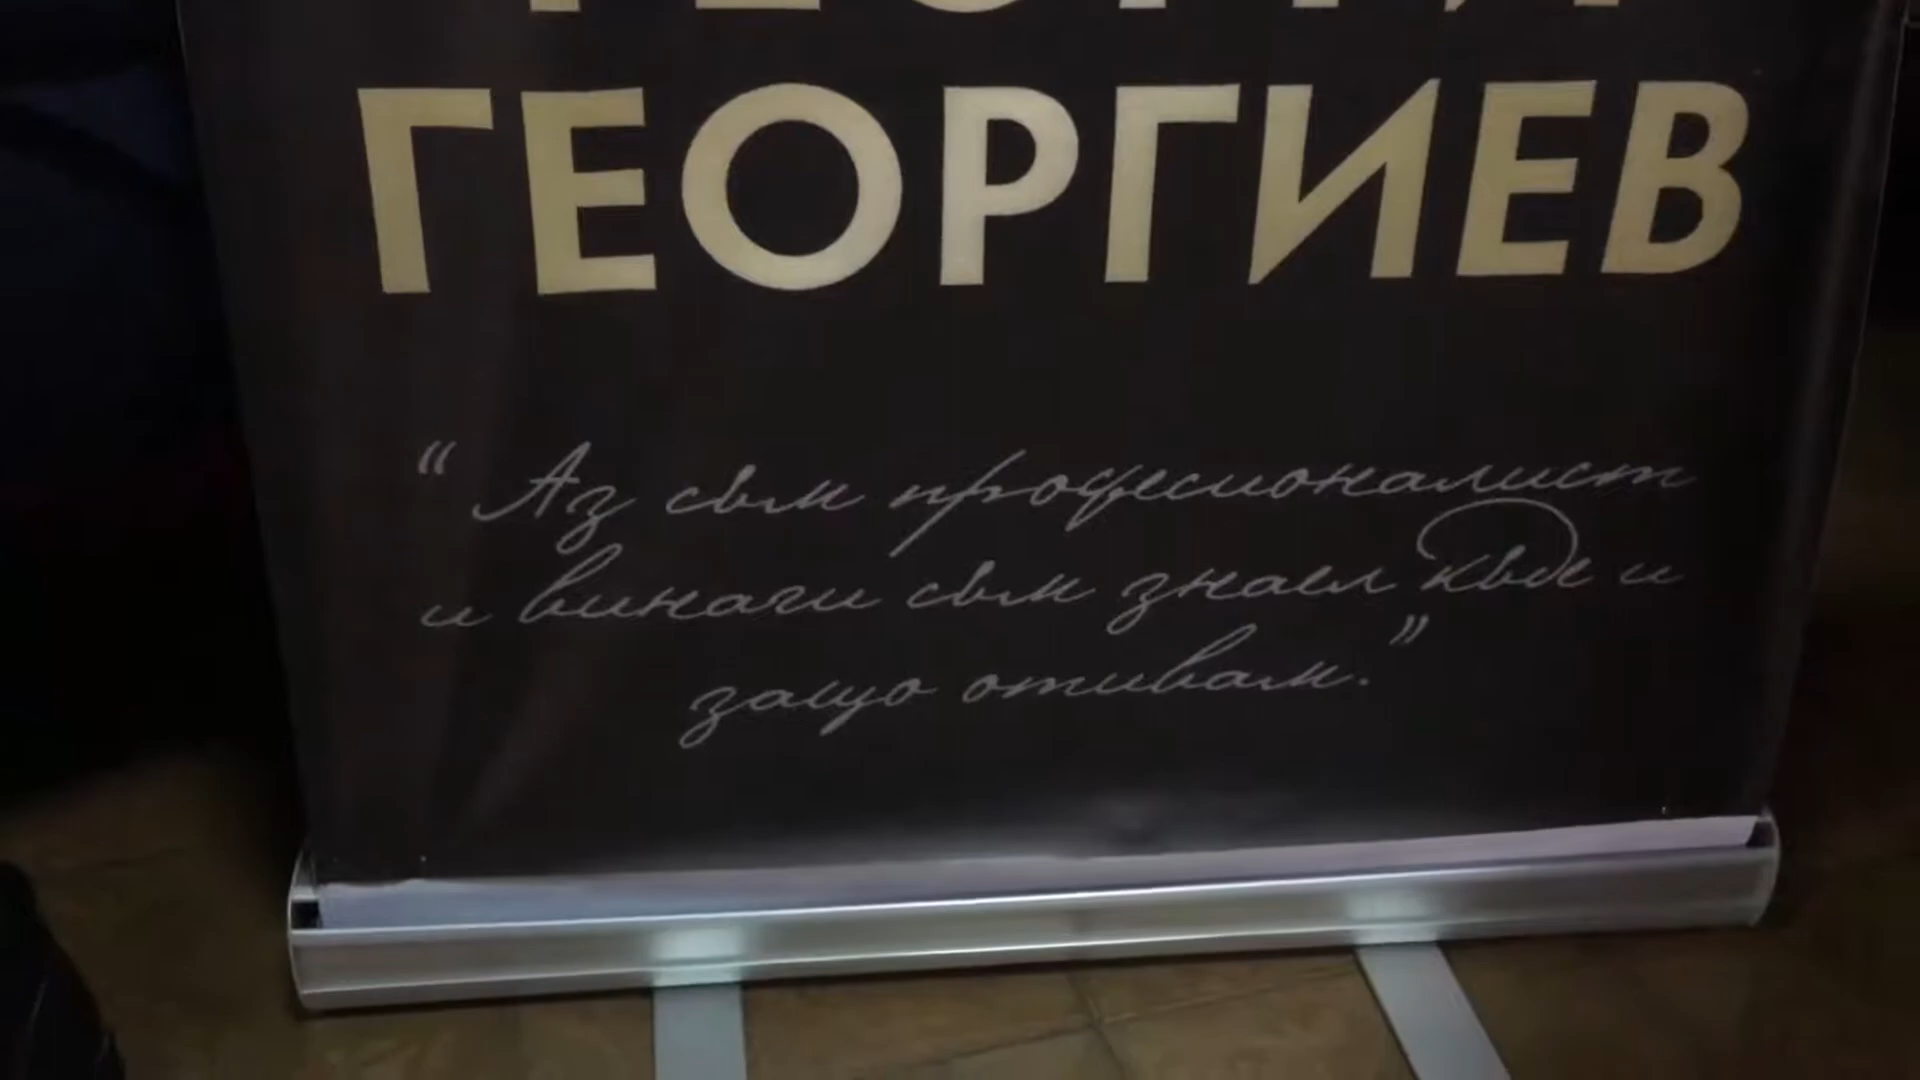 ГЕОРГИЕВ
“Аз съм професионалист
и винаги съм знаел къде и
защо отивам.”